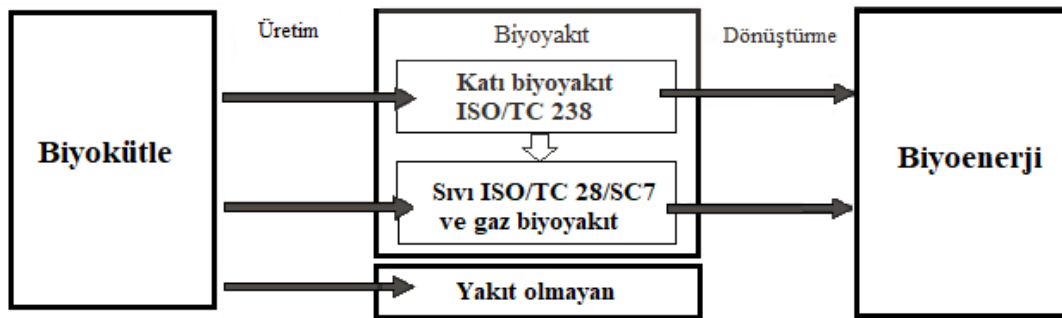 Üretim
Biyoyakıt
Dönüştürme
Katı biyoyakıt
ISO/TC 238
Biyokütle
Biyoenerji
Sıvı ISO/TC 28/SC7
ve gaz biyoyakıt
Yakıt olmayan